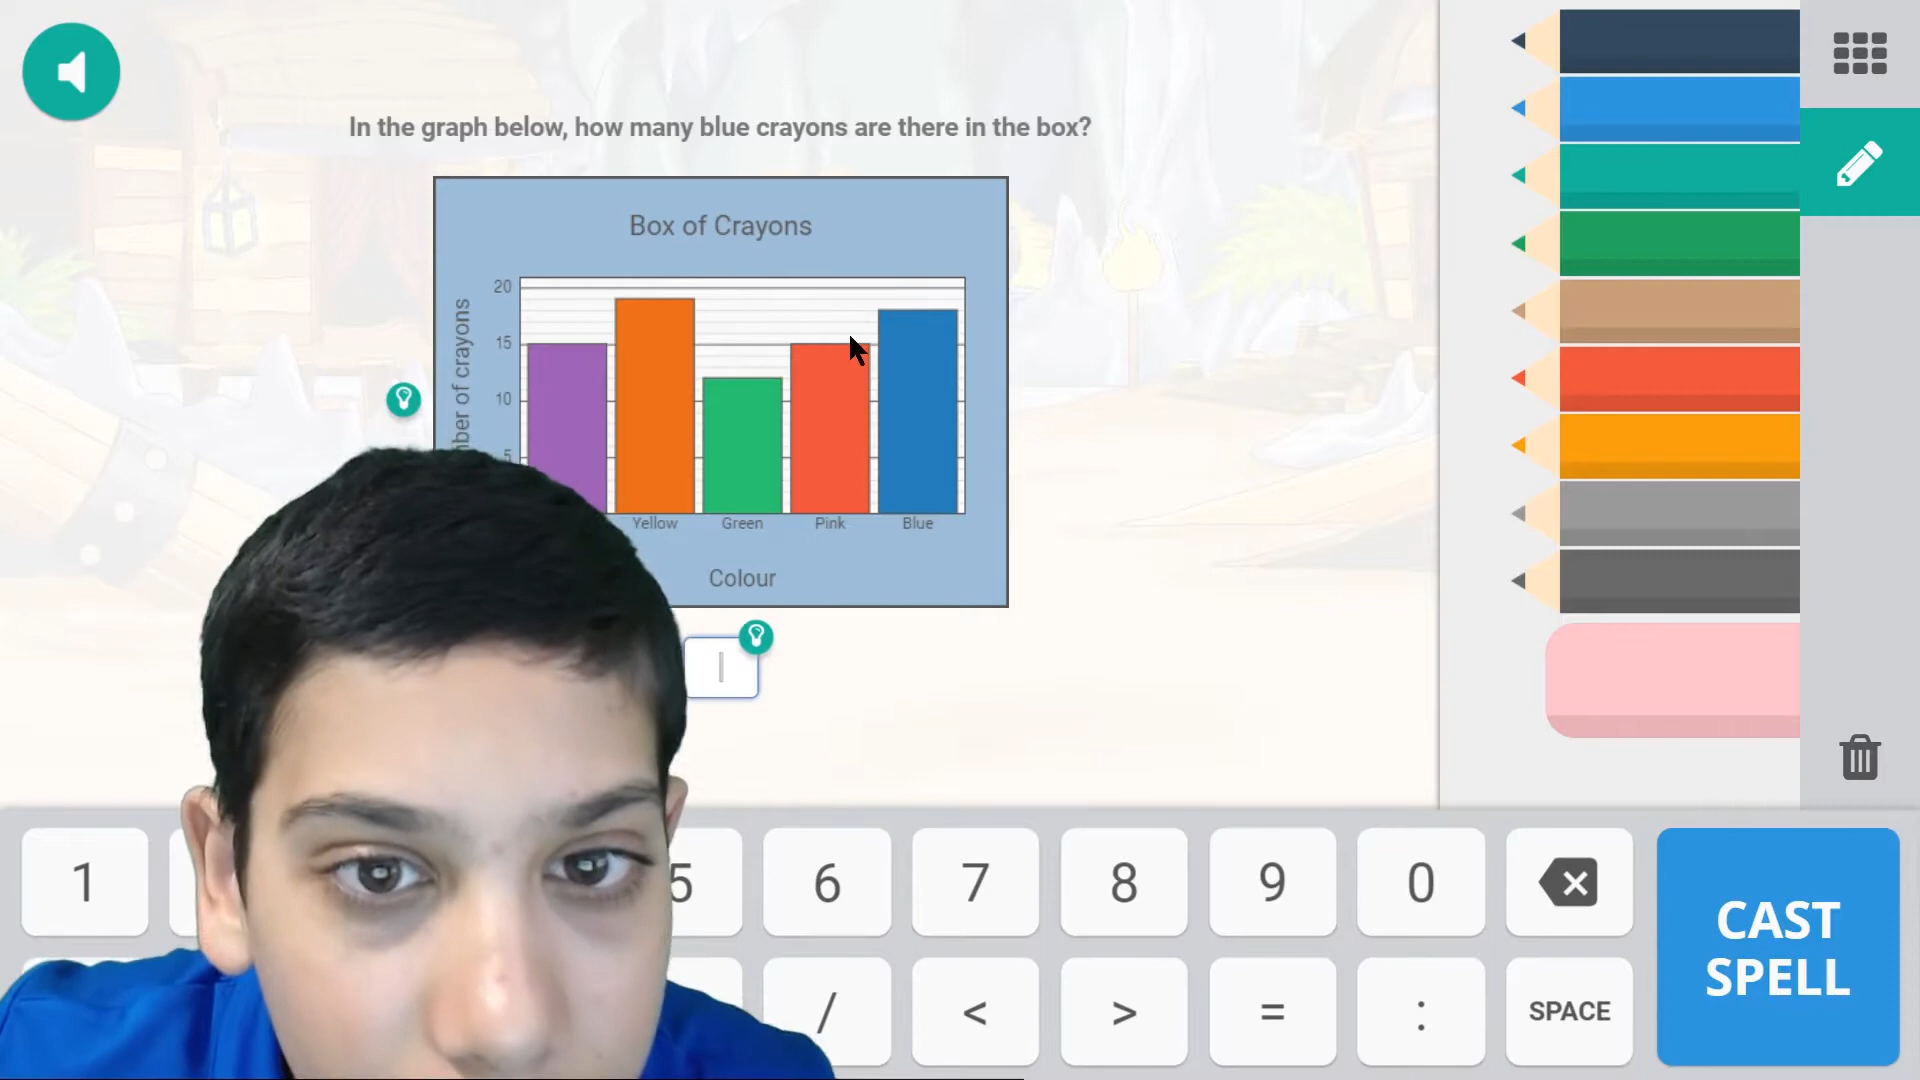 In the graph below, how many blue crayons are there in the box?
Box of Crayons
20
15
10
5
Yellow Green Pink Blue
Colour
of crayons
1 5 6 7 8 9 0
/ < > = : SPACE
CAST
SPELL